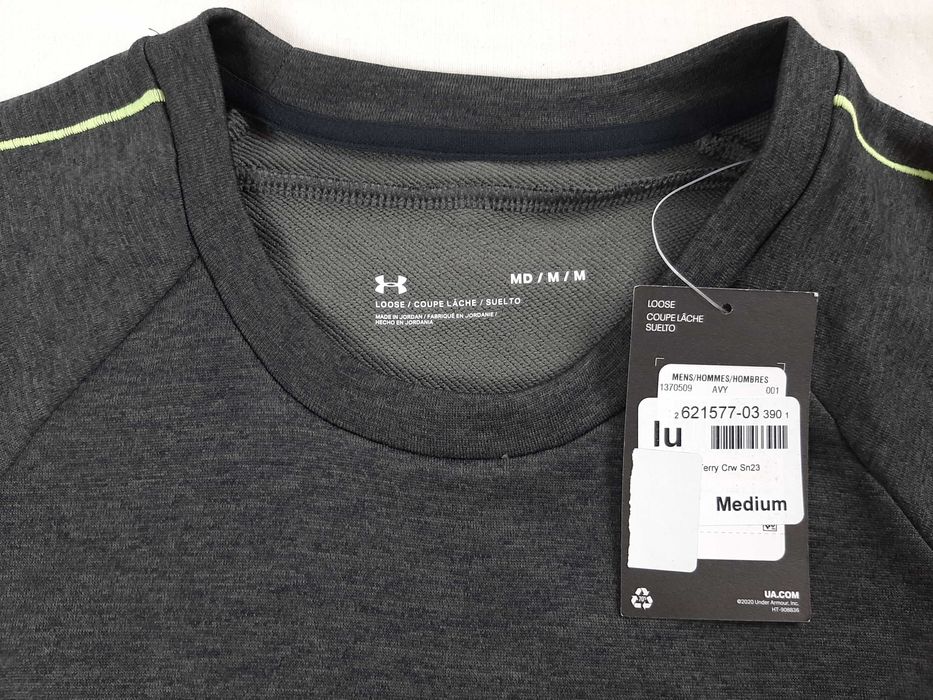 MD / M / M
LOOSE / COUPE LÂCHE / SUELTO
MADE IN JORDAN / FABRIQUÉ EN JORDANIE /
HECHO EN JORDANIA
LOOSE
COUPE LÂCHE
SUELTO
MENS/HOMMES/HOMBRES
1370509 AVY 001
2 621577-03 390 1
lu
Terry Crw Sn23
Medium
UA.COM
©2020 Under Armour, Inc.
HT-908836